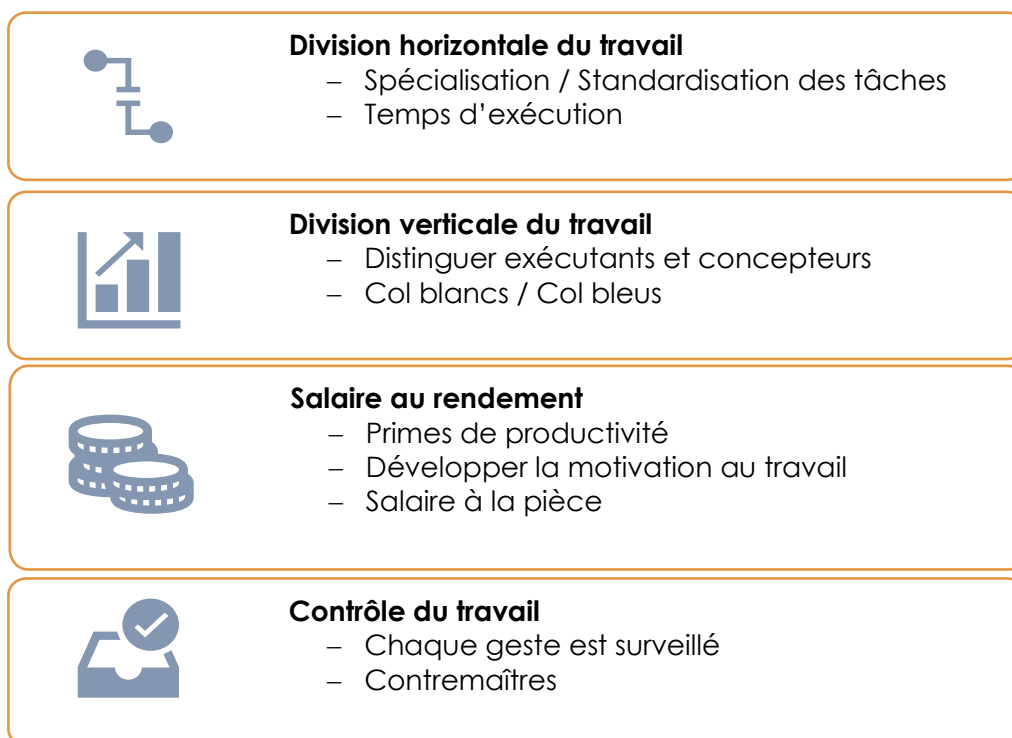 Division horizontale du travail
– Spécialisation / Standardisation des tâches
– Temps d’exécution
Division verticale du travail
– Distinguer exécutants et concepteurs
– Col blancs / Col bleus
Salaire au rendement
– Primes de productivité
– Développer la motivation au travail
– Salaire à la pièce
Contrôle du travail
– Chaque geste est surveillé
– Contremaîtres